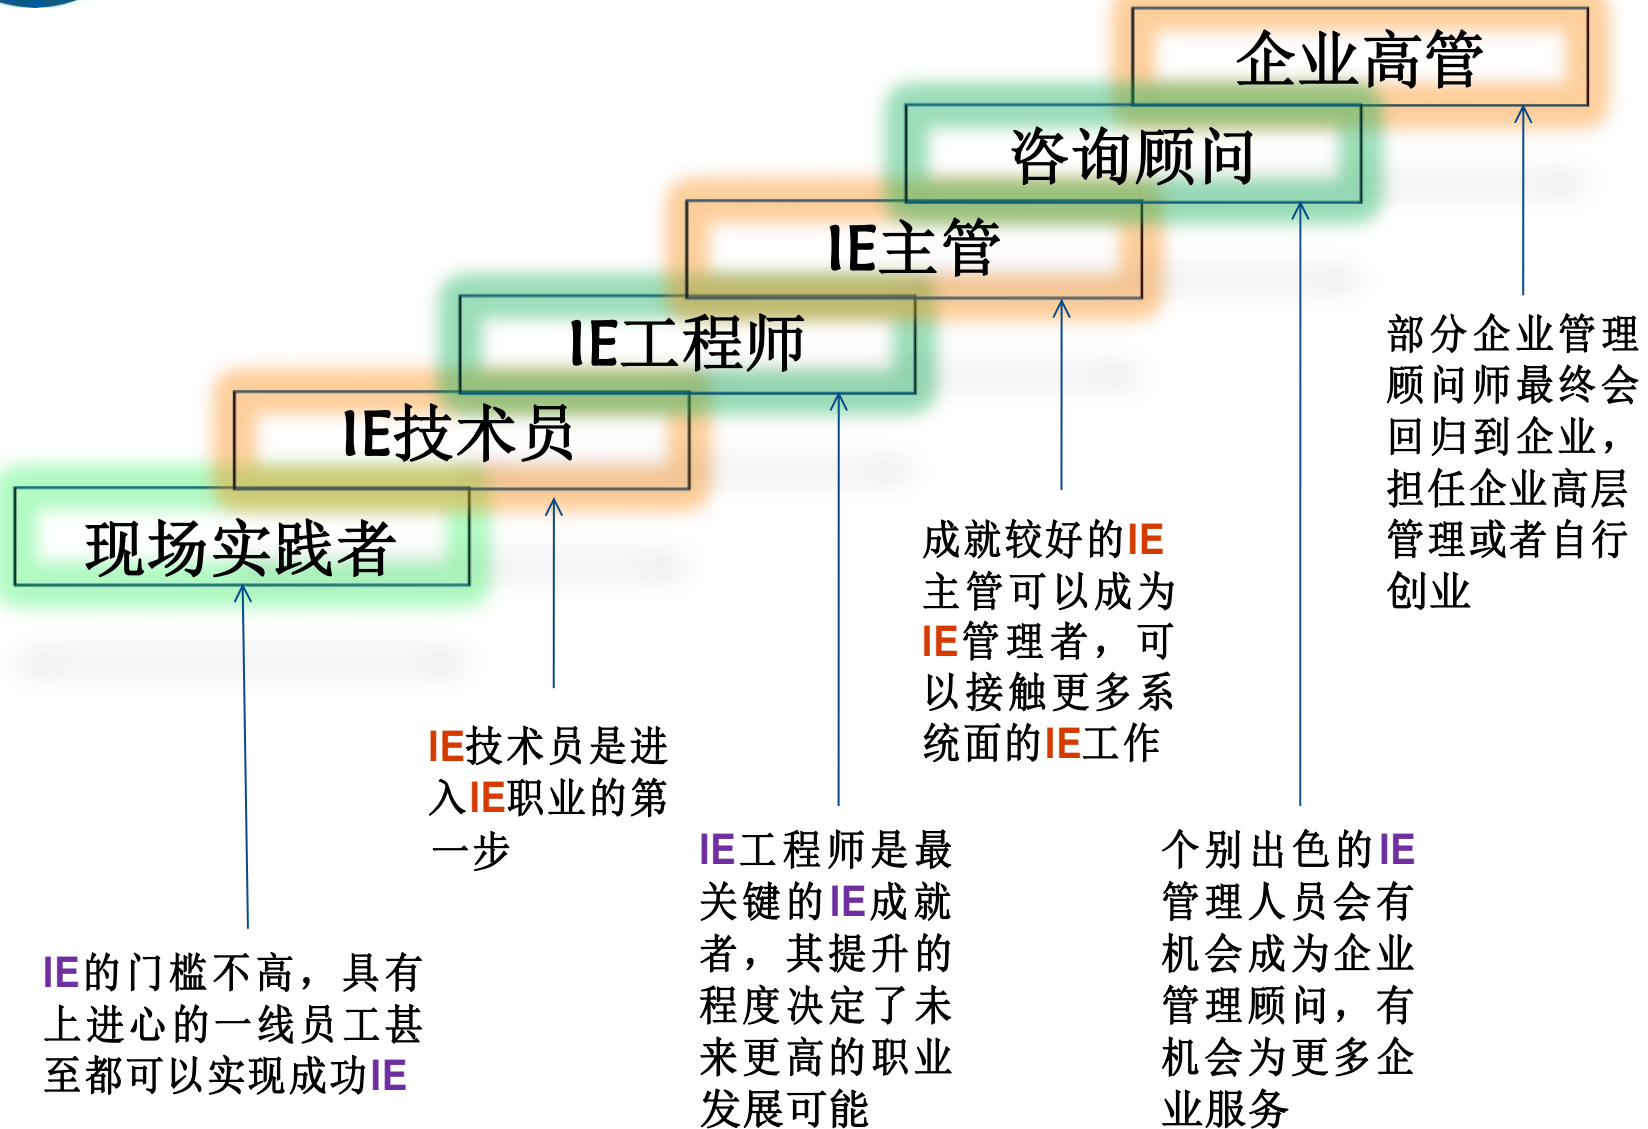 企业高管
咨询顾问
IE主管
IE工程师
IE技术员
现场实践者
部分企业管理
顾问师最终会
回归到企业，
担任企业高层
管理或者自行
创业
成就较好的IE
主管可以成为
IE管理者，可
以接触更多系
统面的IE工作
IE技术员是进
入IE职业的第
一步
IE工程师是最
关键的IE成就
者，其提升的
程度决定了未
来更高的职业
发展可能
个别出色的IE
管理人员会有
机会成为企业
管理顾问，有
机会为更多企
业服务
IE的门槛不高，具有
上进心的一线员工甚
至都可以实现成功IE